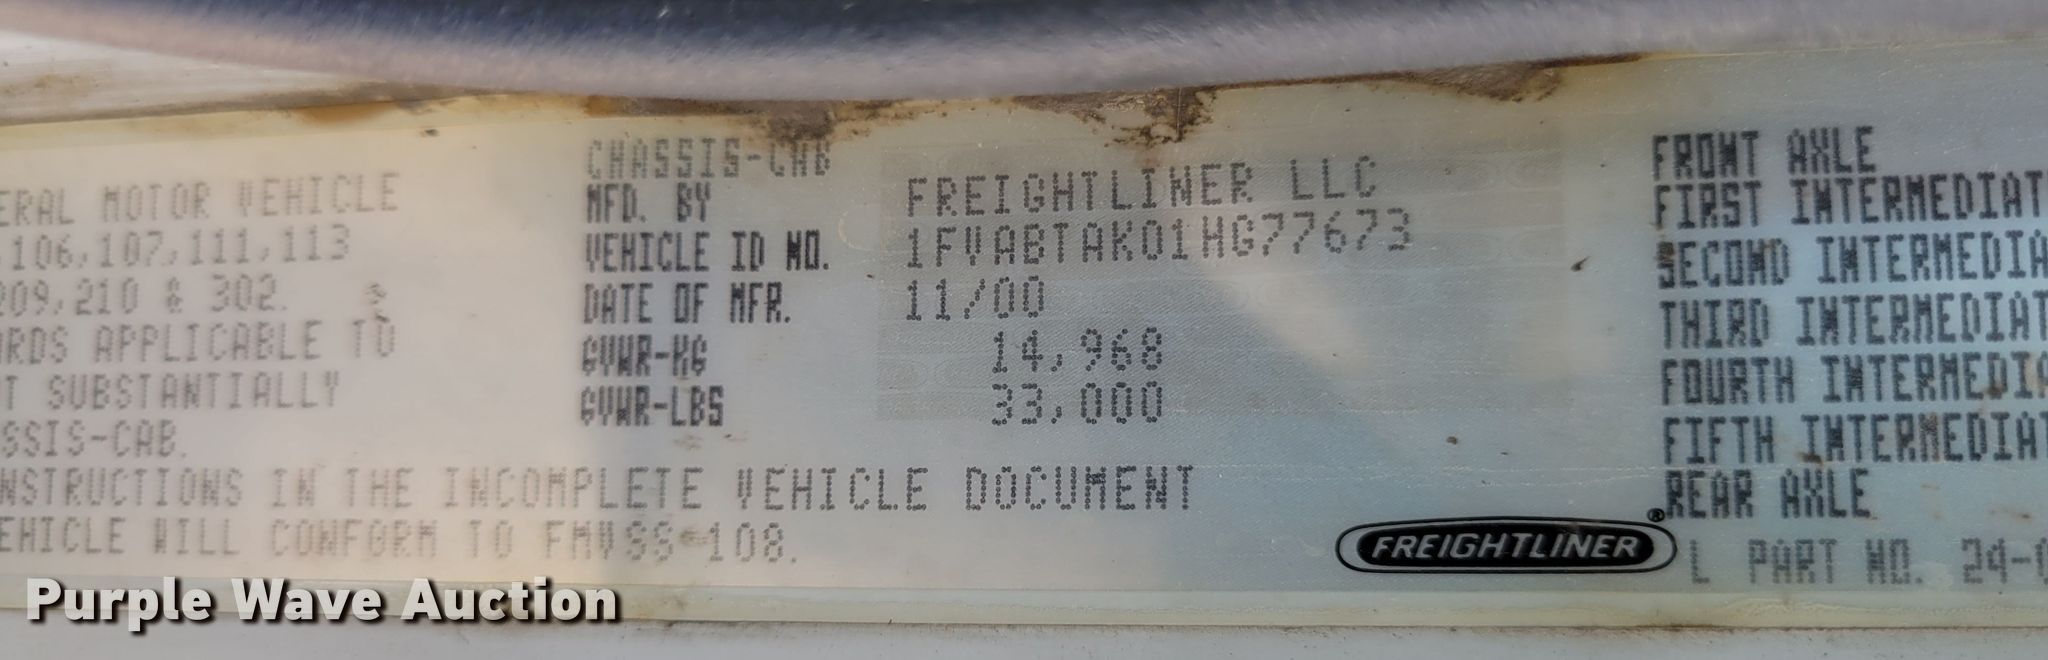 ERAL MOTOR VEHICLE
106,107,111,113
209,210 & 302.
ARDS APPLICABLE TO
T SUBSTANTIALLY
SSIS-CAB.
NSTRUCTIONS IN THE INCOMPLETE VEHICLE DOCUMENT
EHICLE WILL CONFORM TO FMVSS 108.
CHASSIS-CAB
MFD. BY FREIGHTLINER LLC
VEHICLE ID NO. 1FVABTAK01HG77673
DATE OF MFR. 11/00
GVWR-KG 14,968
GVWR-LBS 33,000
FREIGHTLINER®
FRONT AXLE
FIRST INTERMEDIAT
SECOND INTERMEDIA
THIRD INTERMEDIAT
FOURTH INTERMEDIA
FIFTH INTERMEDIAT
REAR AXLE
L PART NO. 24-0
Purple Wave Auction